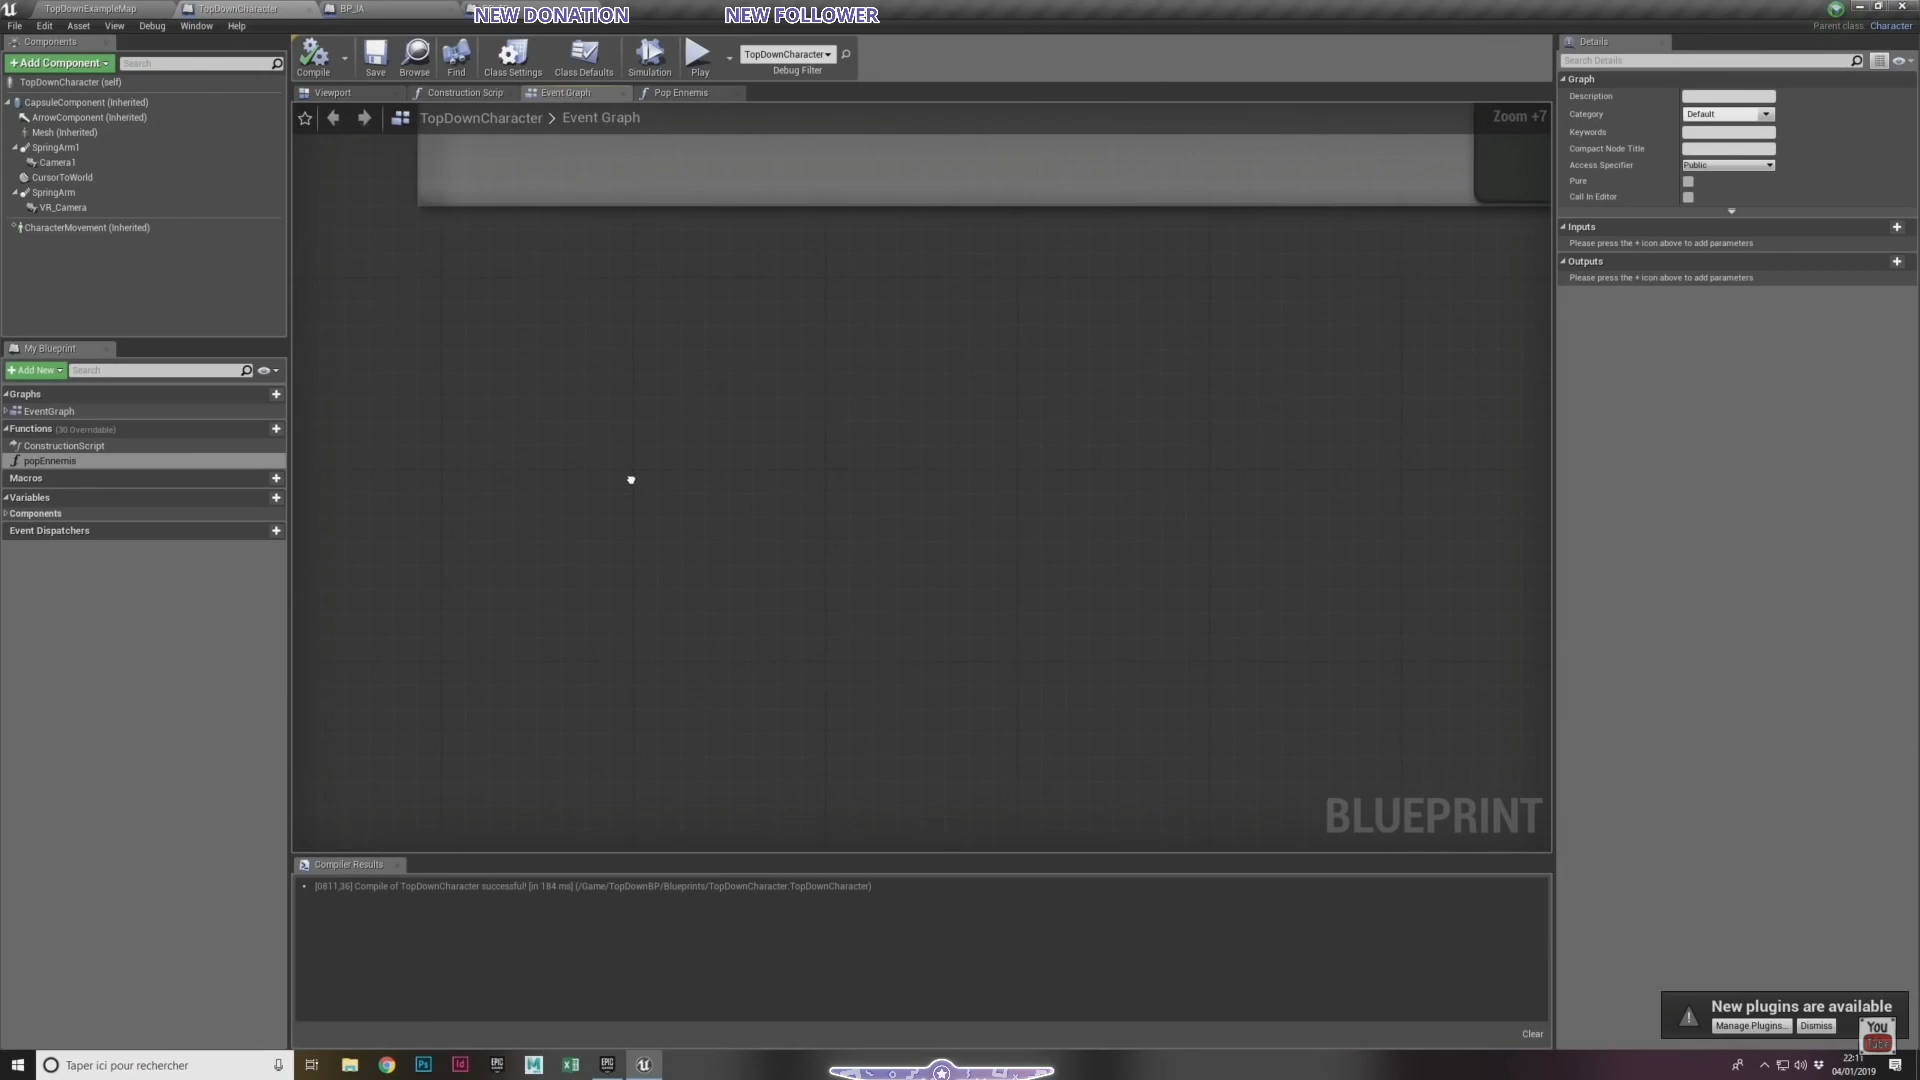 TopDownExampleMap
TopDownCharacter
BP_IA
NEW DONATION
NEW FOLLOWER
File Edit Asset View Debug Window Help
Parent class: Character
Components
+Add Component
Search
TopDownCharacter (self)
CapsuleComponent (Inherited)
ArrowComponent (Inherited)
Mesh (Inherited)
SpringArm1
Camera1
CursorToWorld
SpringArm
VR_Camera
CharacterMovement (Inherited)
My Blueprint
+Add New
Search
Graphs
EventGraph
Functions (30 Overridable)
ConstructionScript
popEnnemis
Macros
Variables
Components
Event Dispatchers
Compile
Save
Browse
Find
Class Settings
Class Defaults
Simulation
Play
TopDownCharacter
Debug Filter
Viewport
Construction Scrip
Event Graph
Pop Ennemis
TopDownCharacter > Event Graph
Zoom +7
BLUEPRINT
Compiler Results
[0811,36] Compile of TopDownCharacter successful! [in 184 ms] (/Game/TopDownBP/Blueprints/TopDownCharacter.TopDownCharacter)
Clear
Details
Search Details
Graph
Description
Category Default
Keywords
Compact Node Title
Access Specifier Public
Pure
Call In Editor
Inputs
Please press the + icon above to add parameters
Outputs
Please press the + icon above to add parameters
New plugins are available
Manage Plugins... Dismiss
You
Tube
Taper ici pour rechercher
22:11
04/01/2019